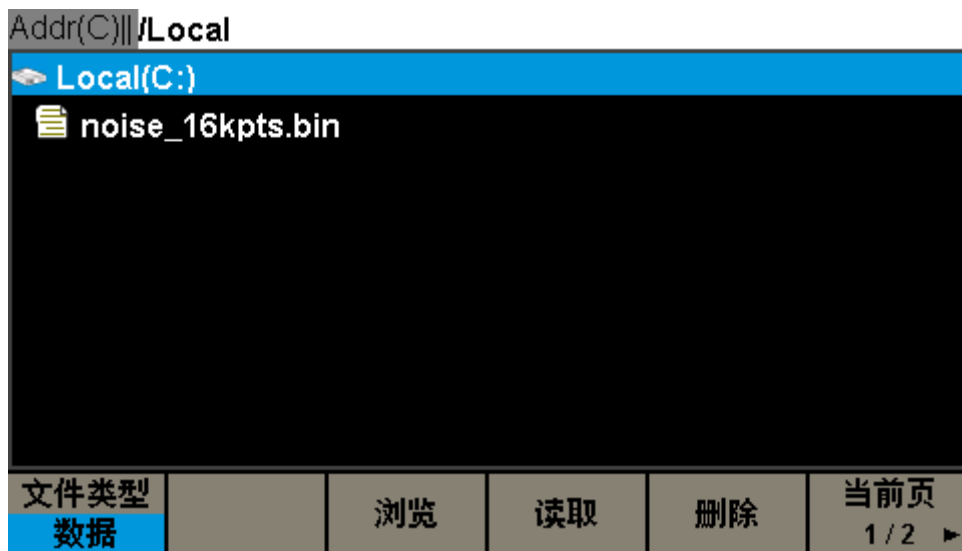 Addr(C)|| /Local
Local(C:)
noise_16kpts.bin
文件类型
数据
浏览
读取
删除
当前页
1/2